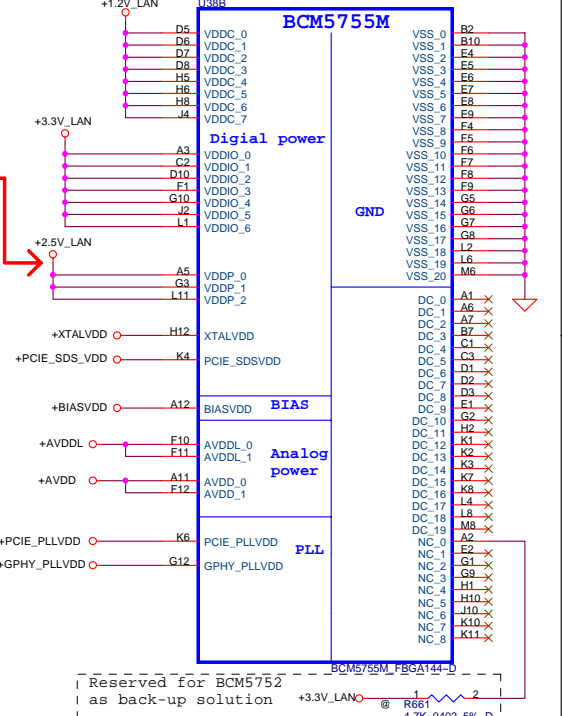 +1.2V_LAN
U38B
BCM5755M
D5 VDDC_0
D6 VDDC_1
D7 VDDC_2
D8 VDDC_3
H5 VDDC_4
H6 VDDC_5
H8 VDDC_6
J4 VDDC_7
Digial power
+3.3V_LAN
A3 VDDIO_0
C2 VDDIO_1
D10 VDDIO_2
F1 VDDIO_3
G10 VDDIO_4
J2 VDDIO_5
L1 VDDIO_6
+2.5V_LAN
A5 VDDP_0
G3 VDDP_1
L11 VDDP_2
+XTALVDD H12 XTALVDD
+PCIE_SDS_VDD K4 PCIE_SDSVDD
+BIASVDD A12 BIASVDD BIAS
+AVDDL F10 AVDDL_0
F11 AVDDL_1
Analog
power
+AVDD A11 AVDD_0
F12 AVDD_1
+PCIE_PLLVDD K6 PCIE_PLLVDD
PLL
+GPHY_PLLVDD G12 GPHY_PLLVDD
VSS_0 B2
VSS_1 B10
VSS_2 E4
VSS_3 E5
VSS_4 E6
VSS_5 E7
VSS_6 E8
VSS_7 E9
VSS_8 F4
VSS_9 F5
VSS_10 F6
VSS_11 F7
VSS_12 F8
VSS_13 F9
VSS_14 G5
VSS_15 G6
VSS_16 G7
VSS_17 G8
VSS_18 L2
VSS_19 L6
VSS_20 M6
GND
DC_0 A1
DC_1 A6
DC_2 A7
DC_3 B7
DC_4 C1
DC_5 C3
DC_6 D1
DC_7 D2
DC_8 D3
DC_9 E1
DC_10 G2
DC_11 H2
DC_12 K1
DC_13 K2
DC_14 K3
DC_15 K7
DC_16 K8
DC_17 L4
DC_18 L8
DC_19 M8
NC_0 A2
NC_1 E2
NC_2 G1
NC_3 G9
NC_4 H1
NC_5 H10
NC_6 J10
NC_7 K10
NC_8 K11
BCM5755M_FBGA144~D
Reserved for BCM5752
as back-up solution
+3.3V_LAN 1 2
@ R661
4.7K_0402_5%~D